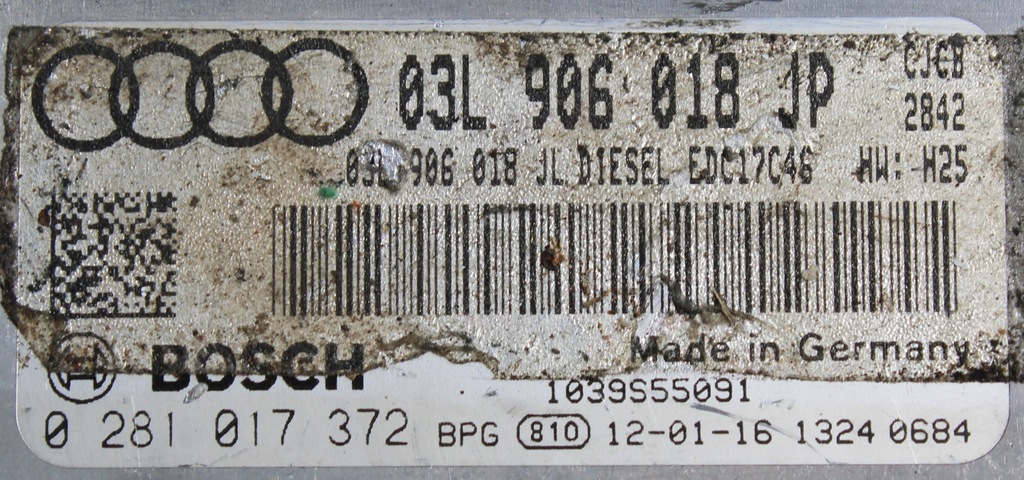 03L 906 018 JP CJCB
2842
03L 906 018 JL DIESEL EDC17C46 HW: H25
BOSCH Made in Germany
1039S55091
0 281 017 372 BPG 810 12-01-16 1324 0684